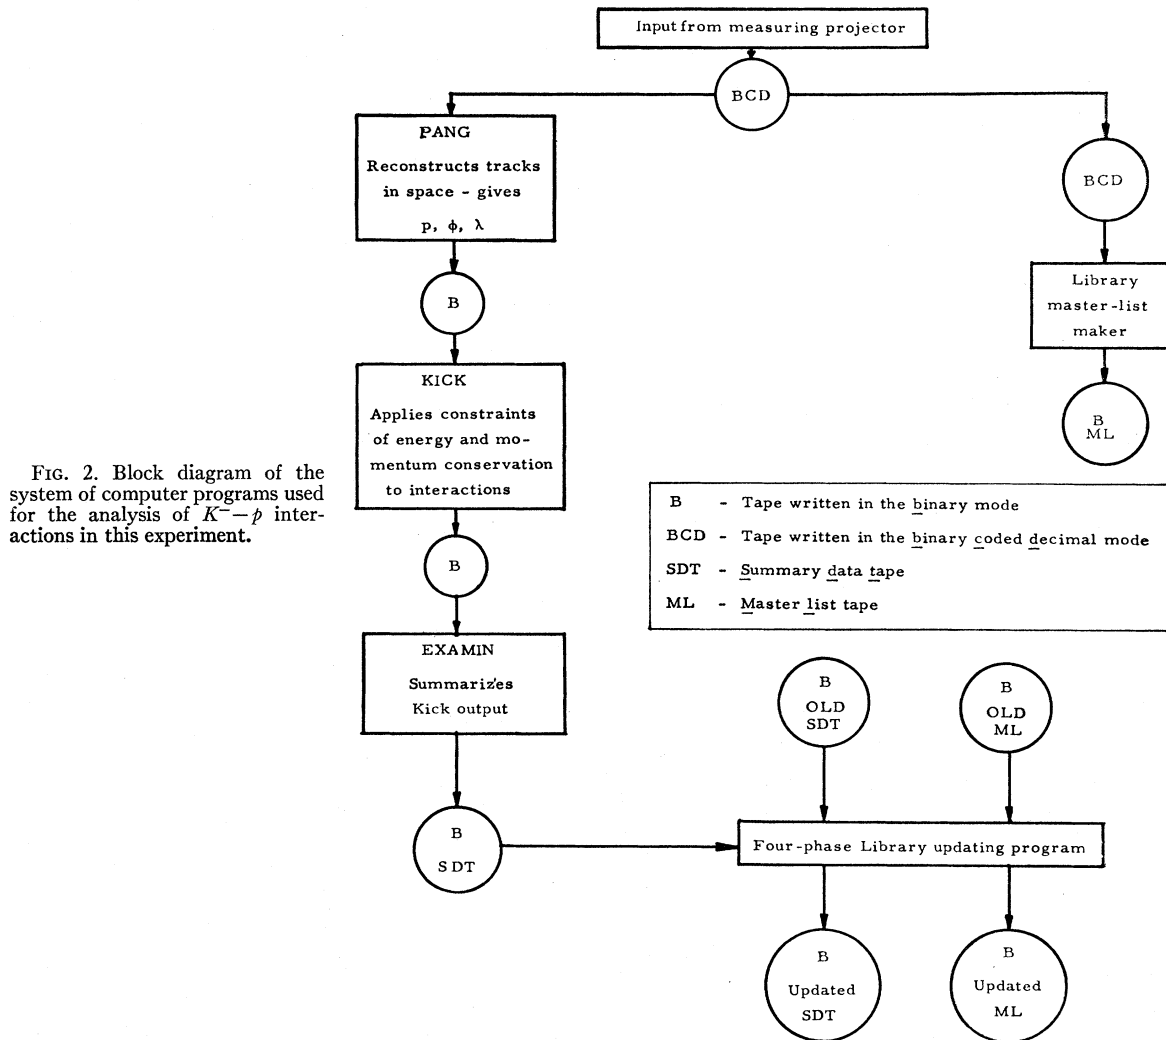 Input from measuring projector
BCD
PANG
Reconstructs tracks
in space - gives
p, ϕ, λ
B
KICK
Applies constraints
of energy and mo-
mentum conservation
to interactions
B
EXAMIN
Summarizes
Kick output
B
SDT
BCD
Library
master-list
maker
B
ML
FIG. 2. Block diagram of the
system of computer programs used
for the analysis of K⁻—p inter-
actions in this experiment.
B - Tape written in the binary mode
BCD - Tape written in the binary coded decimal mode
SDT - Summary data tape
ML - Master list tape
B
OLD
SDT
B
OLD
ML
Four-phase Library updating program
B
Updated
SDT
B
Updated
ML